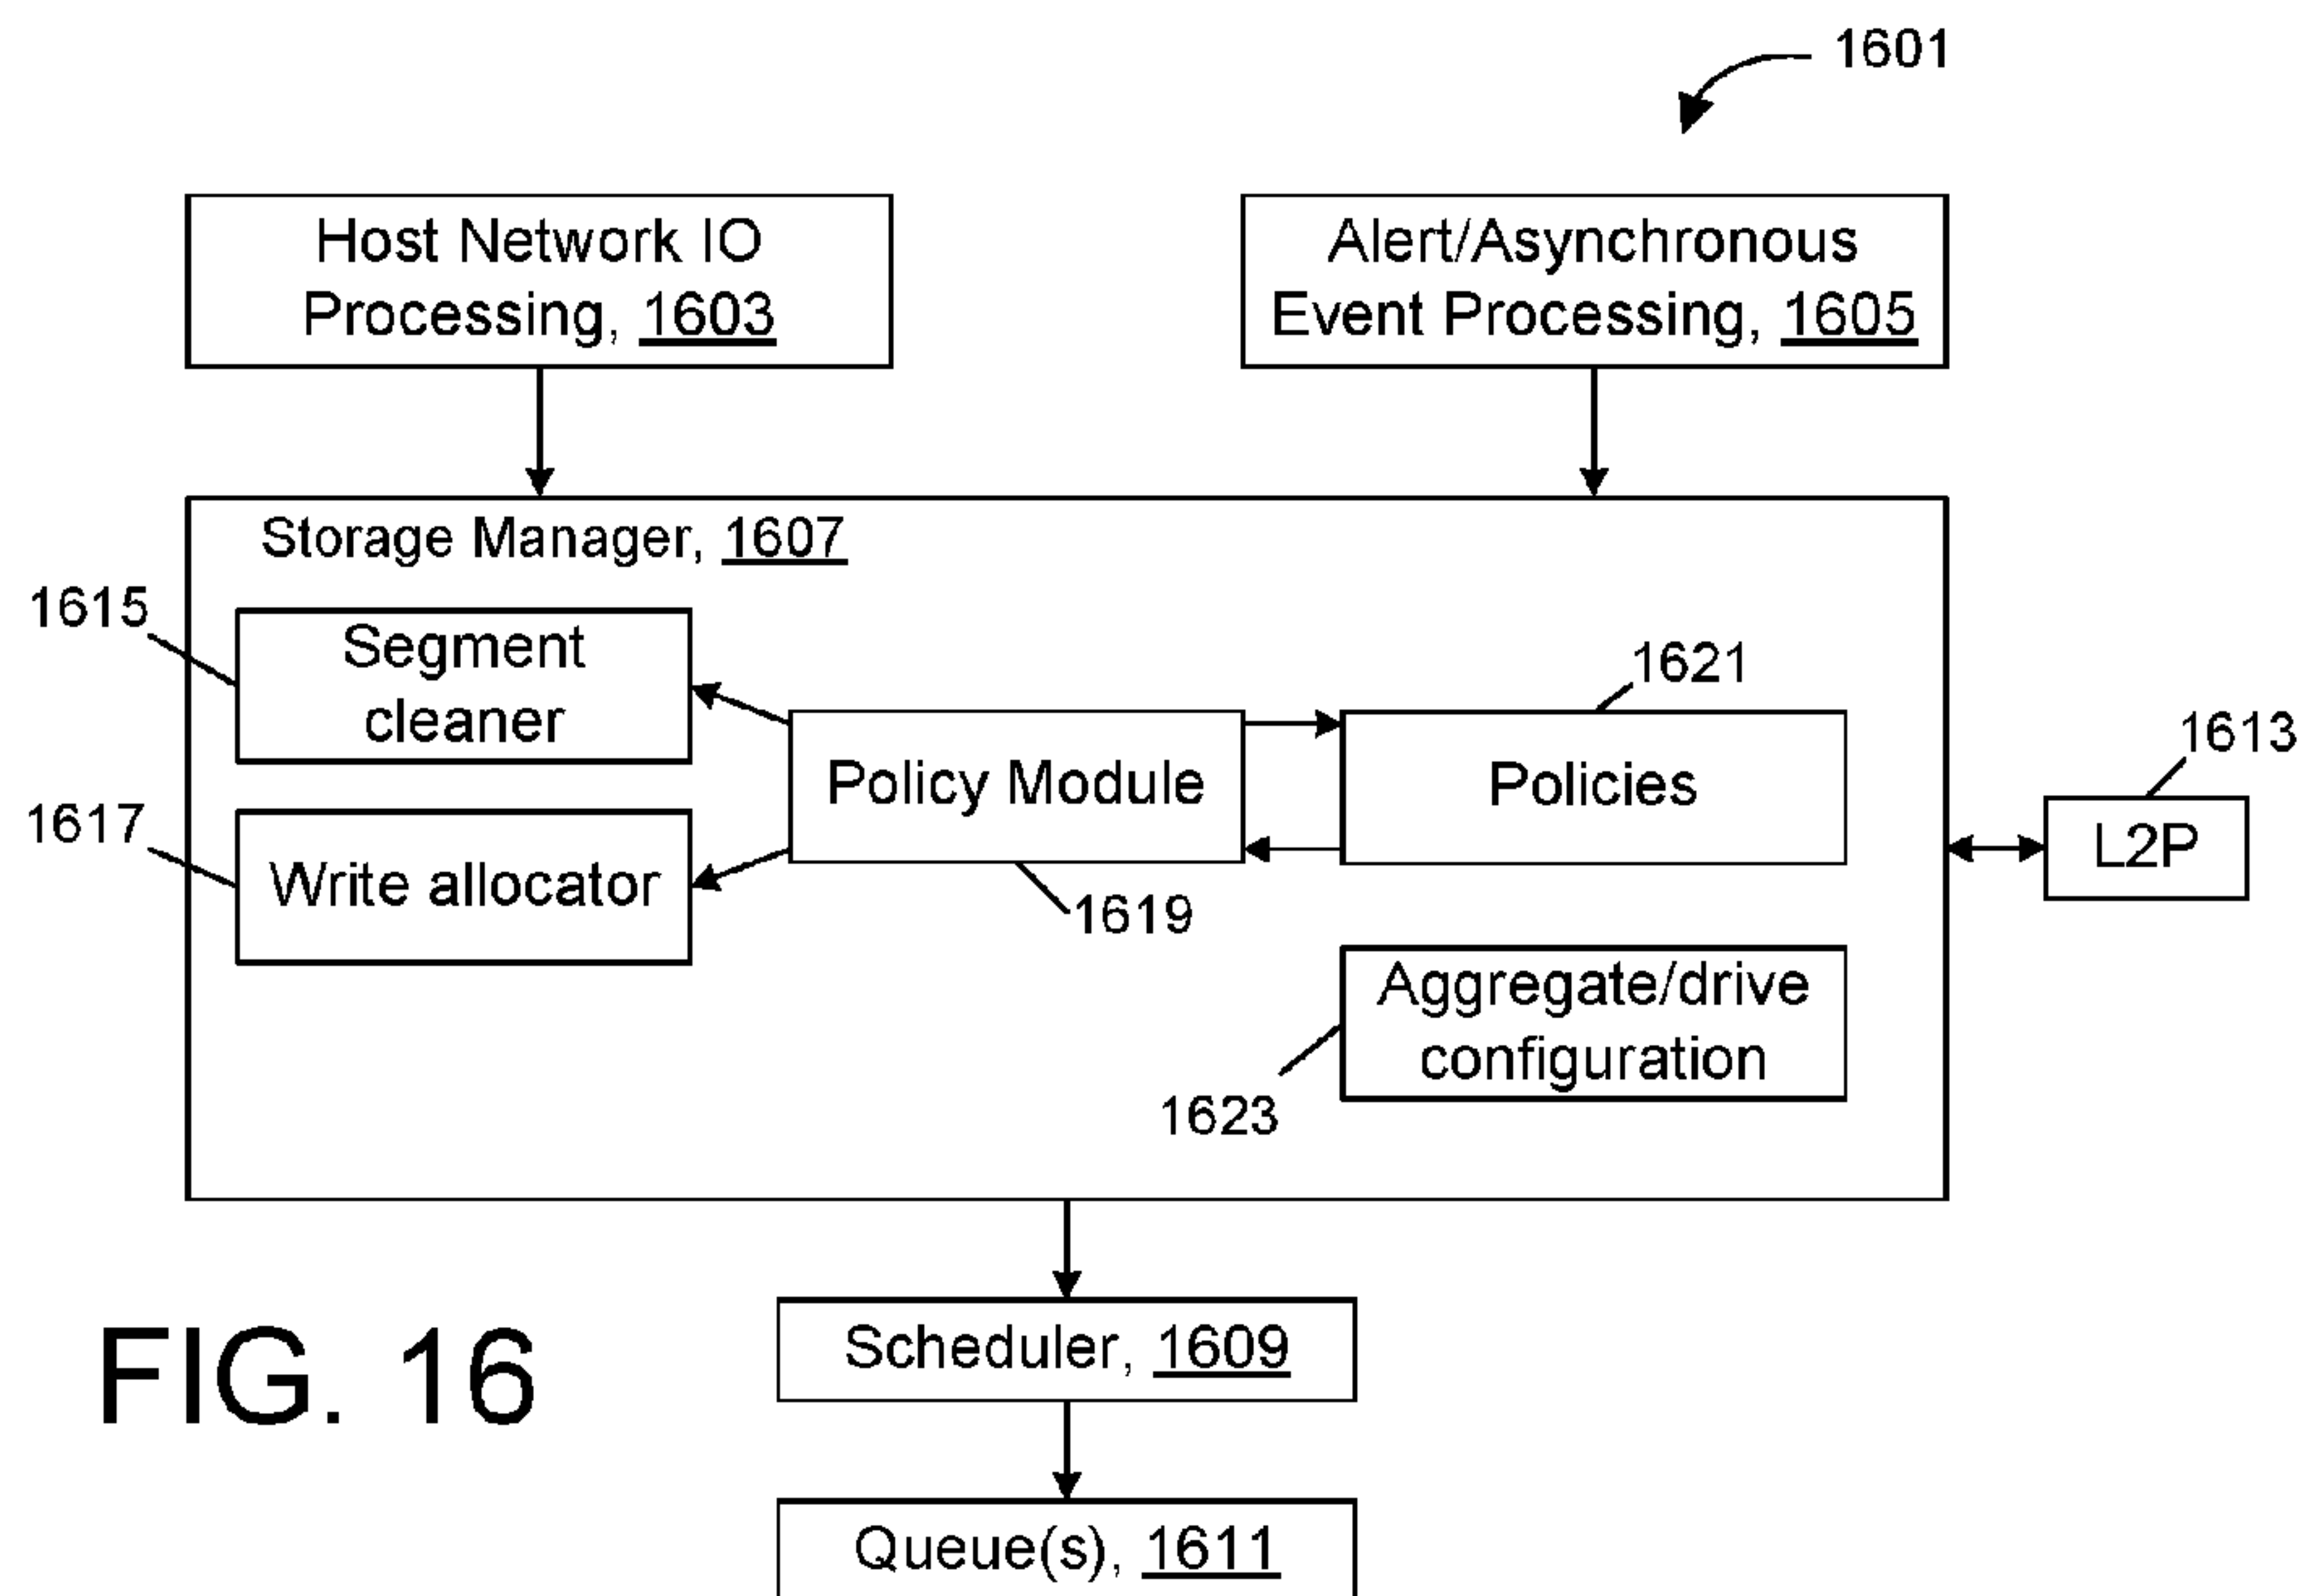 1601
Host Network IO
Processing, 1603
Alert/Asynchronous
Event Processing, 1605
Storage Manager, 1607
1615
Segment
cleaner
1621
1613
Policy Module
Policies
1617
L2P
Write allocator
1619
Aggregate/drive
configuration
1623
Scheduler, 1609
FIG. 16
Queue(s), 1611